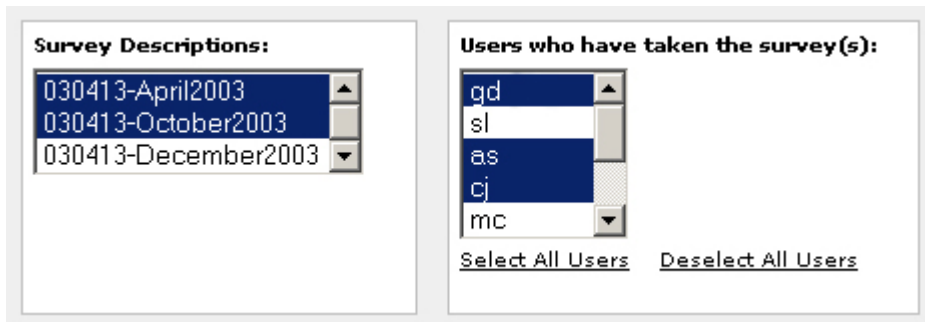 Survey Descriptions:
030413-April2003
030413-October2003
030413-December2003
Users who have taken the survey(s):
gd
sl
as
cj
mc
Select All Users
Deselect All Users